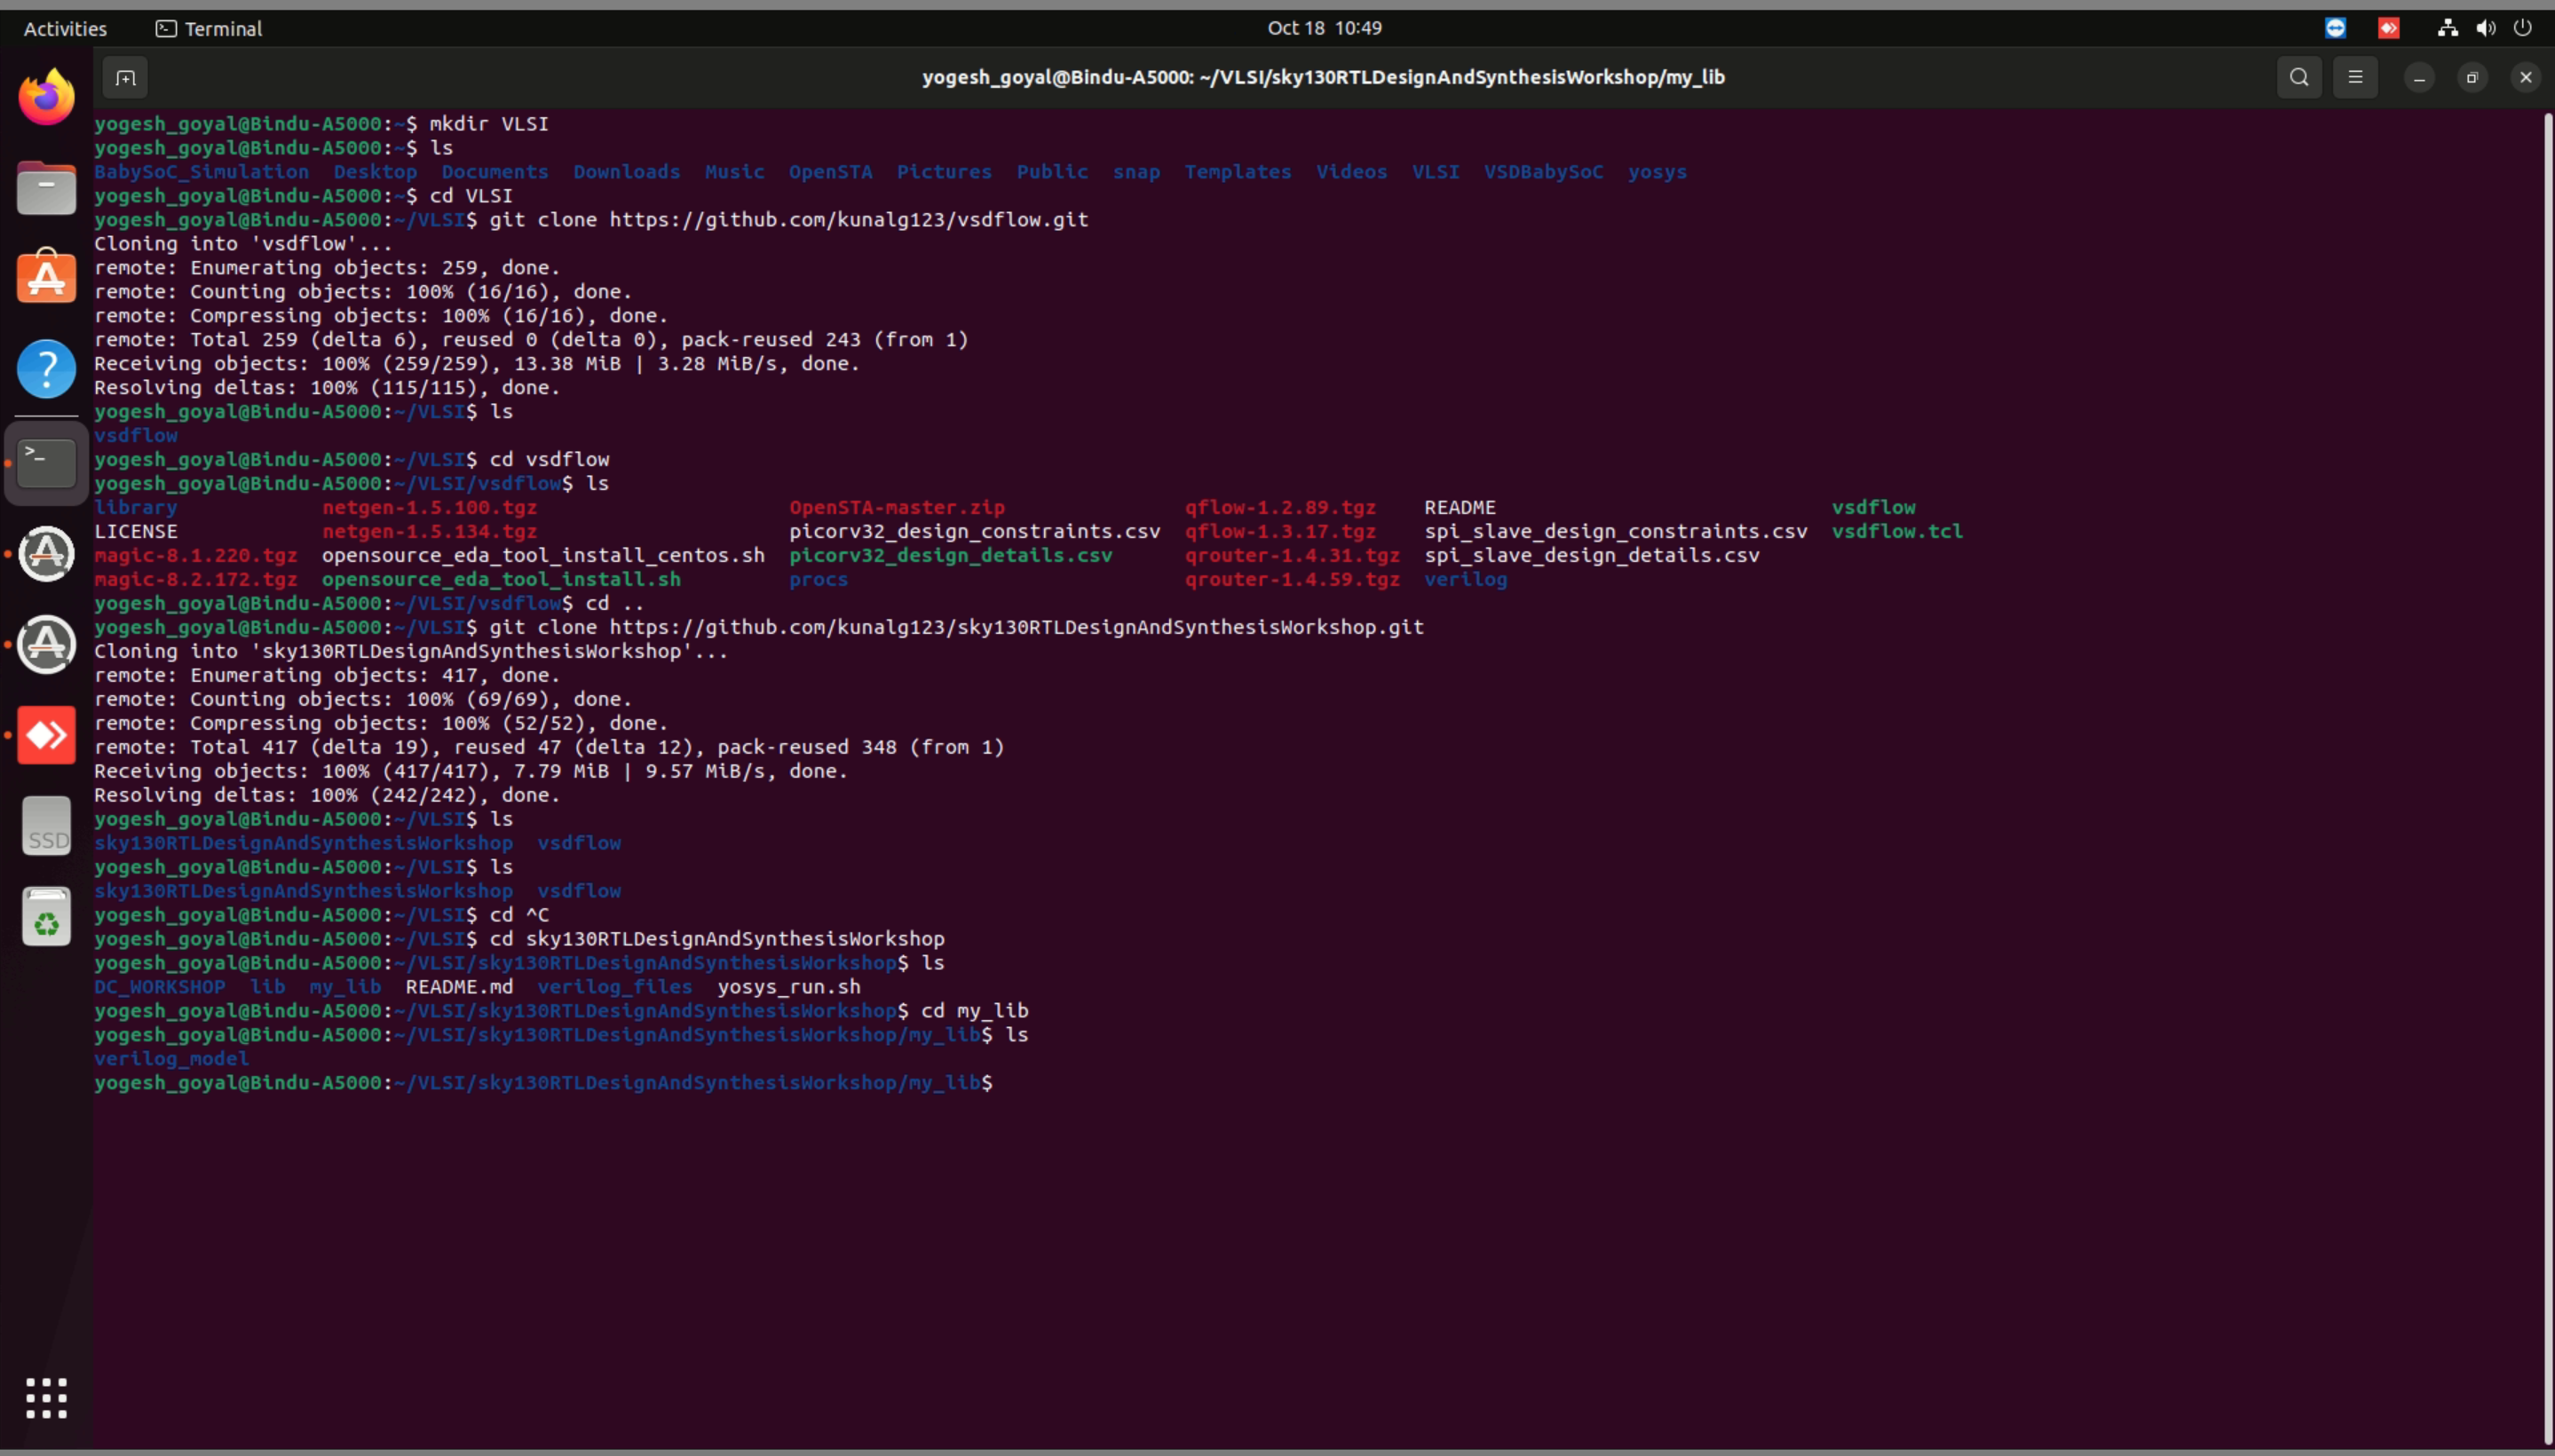 Activities Terminal Oct 18 10:49
yogesh_goyal@Bindu-A5000: ~/VLSI/sky130RTLDesignAndSynthesisWorkshop/my_lib
yogesh_goyal@Bindu-A5000:~$ mkdir VLSI
yogesh_goyal@Bindu-A5000:~$ ls
BabySoC_Simulation  Desktop  Documents  Downloads  Music  OpenSTA  Pictures  Public  snap  Templates  Videos  VLSI  VSDBabySoC  yosys
yogesh_goyal@Bindu-A5000:~$ cd VLSI
yogesh_goyal@Bindu-A5000:~/VLSI$ git clone https://github.com/kunalg123/vsdflow.git
Cloning into 'vsdflow'...
remote: Enumerating objects: 259, done.
remote: Counting objects: 100% (16/16), done.
remote: Compressing objects: 100% (16/16), done.
remote: Total 259 (delta 6), reused 0 (delta 0), pack-reused 243 (from 1)
Receiving objects: 100% (259/259), 13.38 MiB | 3.28 MiB/s, done.
Resolving deltas: 100% (115/115), done.
yogesh_goyal@Bindu-A5000:~/VLSI$ ls
vsdflow
yogesh_goyal@Bindu-A5000:~/VLSI$ cd vsdflow
yogesh_goyal@Bindu-A5000:~/VLSI/vsdflow$ ls
library  netgen-1.5.100.tgz  OpenSTA-master.zip  qflow-1.2.89.tgz  README  vsdflow
LICENSE  netgen-1.5.134.tgz  picorv32_design_constraints.csv  qflow-1.3.17.tgz  spi_slave_design_constraints.csv  vsdflow.tcl
magic-8.1.220.tgz  opensource_eda_tool_install_centos.sh  picorv32_design_details.csv  qrouter-1.4.31.tgz  spi_slave_design_details.csv
magic-8.2.172.tgz  opensource_eda_tool_install.sh  procs  qrouter-1.4.59.tgz  verilog
yogesh_goyal@Bindu-A5000:~/VLSI/vsdflow$ cd ..
yogesh_goyal@Bindu-A5000:~/VLSI$ git clone https://github.com/kunalg123/sky130RTLDesignAndSynthesisWorkshop.git
Cloning into 'sky130RTLDesignAndSynthesisWorkshop'...
remote: Enumerating objects: 417, done.
remote: Counting objects: 100% (69/69), done.
remote: Compressing objects: 100% (52/52), done.
remote: Total 417 (delta 19), reused 47 (delta 12), pack-reused 348 (from 1)
Receiving objects: 100% (417/417), 7.79 MiB | 9.57 MiB/s, done.
Resolving deltas: 100% (242/242), done.
yogesh_goyal@Bindu-A5000:~/VLSI$ ls
sky130RTLDesignAndSynthesisWorkshop  vsdflow
yogesh_goyal@Bindu-A5000:~/VLSI$ ls
sky130RTLDesignAndSynthesisWorkshop  vsdflow
yogesh_goyal@Bindu-A5000:~/VLSI$ cd ^C
yogesh_goyal@Bindu-A5000:~/VLSI$ cd sky130RTLDesignAndSynthesisWorkshop
yogesh_goyal@Bindu-A5000:~/VLSI/sky130RTLDesignAndSynthesisWorkshop$ ls
DC_WORKSHOP  lib  my_lib  README.md  verilog_files  yosys_run.sh
yogesh_goyal@Bindu-A5000:~/VLSI/sky130RTLDesignAndSynthesisWorkshop$ cd my_lib
yogesh_goyal@Bindu-A5000:~/VLSI/sky130RTLDesignAndSynthesisWorkshop/my_lib$ ls
verilog_model
yogesh_goyal@Bindu-A5000:~/VLSI/sky130RTLDesignAndSynthesisWorkshop/my_lib$
SSD